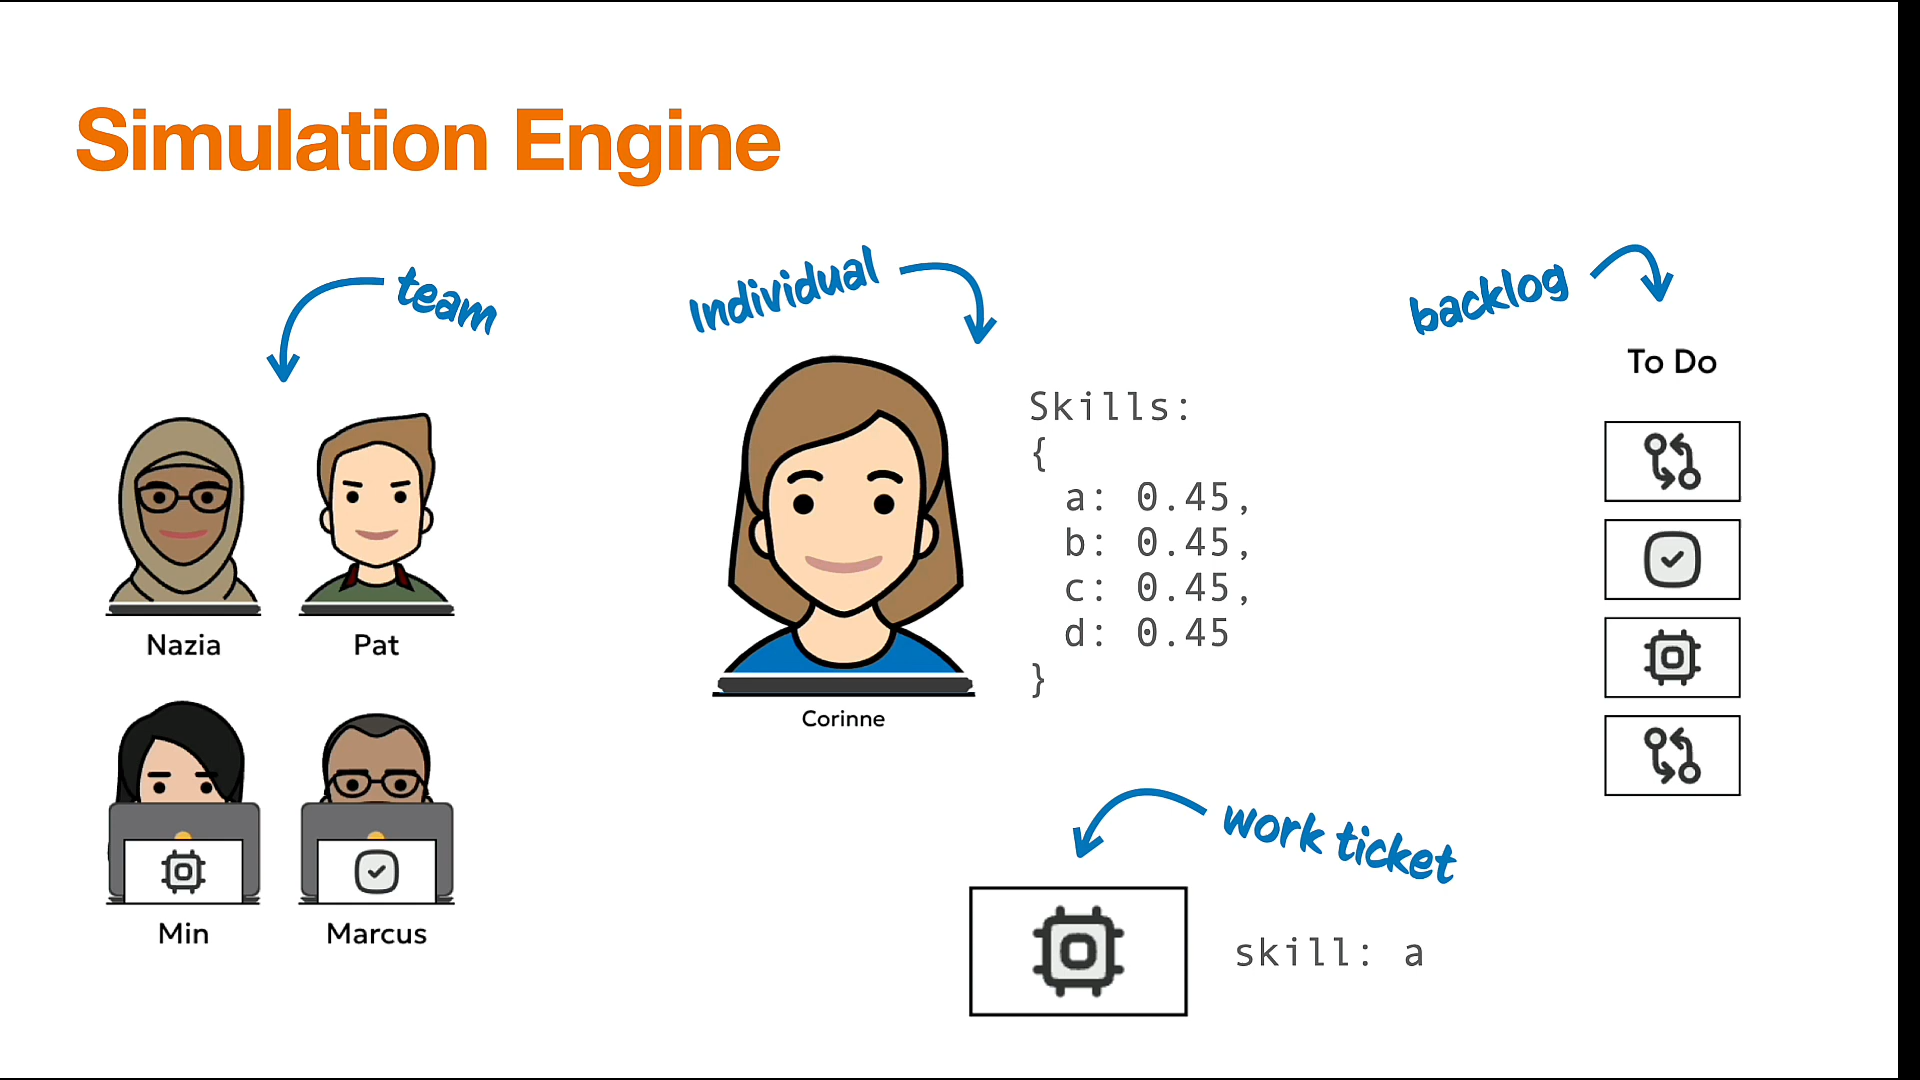 Simulation Engine
team
Individual
backlog
To Do
Skills:
{
a: 0.45,
b: 0.45,
c: 0.45,
d: 0.45
}
Nazia
Pat
Corinne
Min
Marcus
work ticket
skill: a